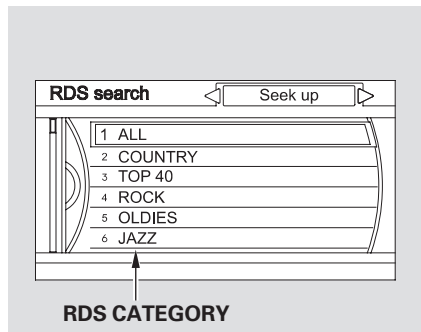 RDS search Seek up
1 ALL
2 COUNTRY
3 TOP 40
4 ROCK
5 OLDIES
6 JAZZ
RDS CATEGORY